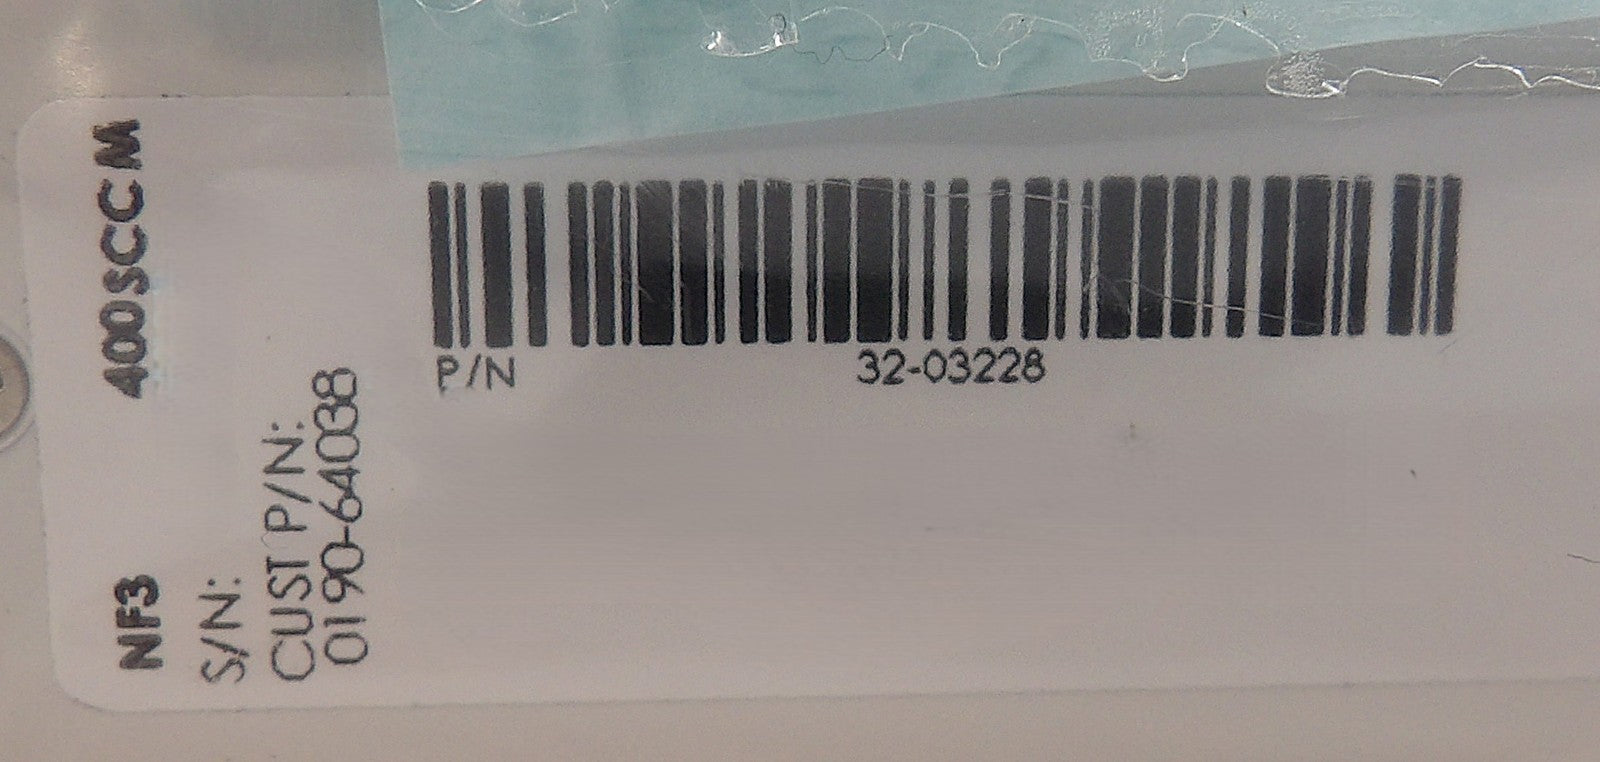 P/N 32-03228
NF3 400SCCM
S/N:
CUST P/N:
0190-64038